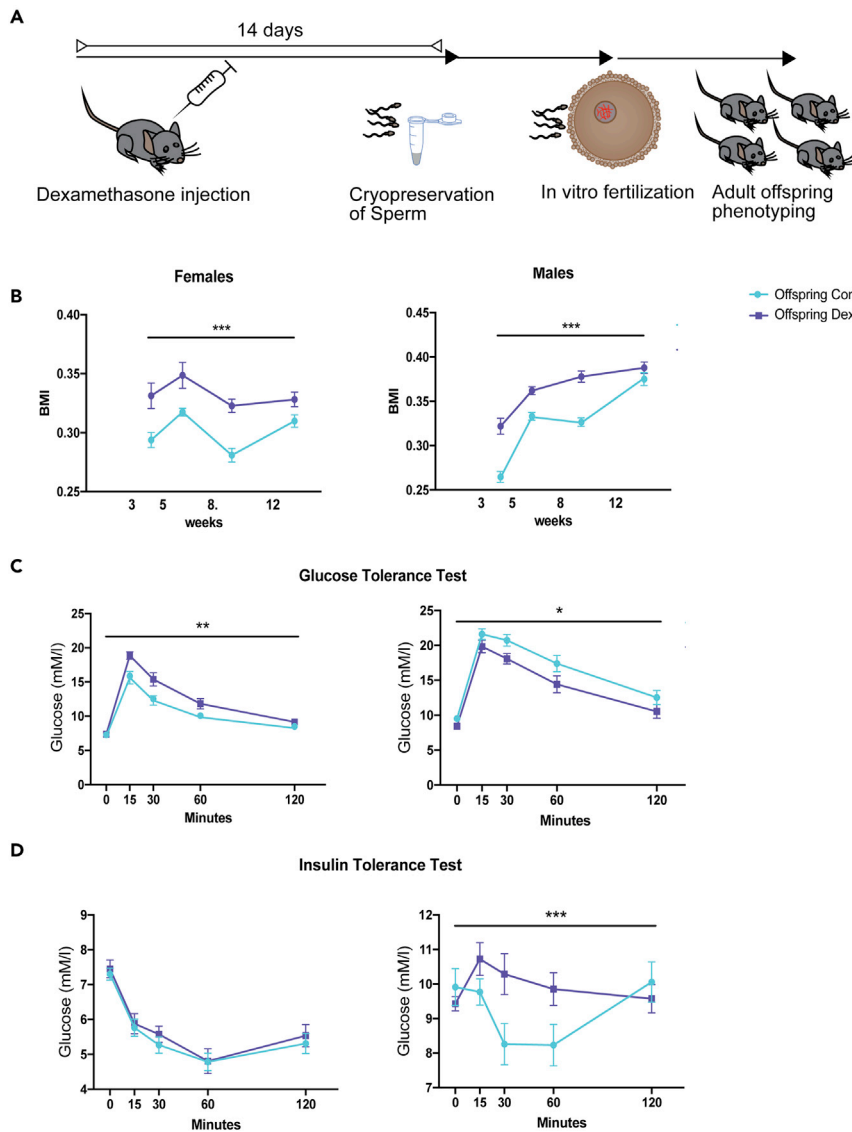 A
14 days
Dexamethasone injection
Cryopreservation
of Sperm
In vitro fertilization
Adult offspring
phenotyping
B
Females
Males
Offspring Con
Offspring Dex
***
***
0.40
0.35
0.30
0.25
BMI
3 5 8. 12
weeks
0.45
0.40
0.35
0.30
0.25
BMI
3 5 8 12
weeks
C
Glucose Tolerance Test
**
*
25
20
15
10
5
0
Glucose (mM/l)
0 15 30 60 120
Minutes
25
20
15
10
5
0
Glucose (mM/l)
0 15 30 60 120
Minutes
D
Insulin Tolerance Test
***
9
8
7
6
5
4
Glucose (mM/l)
0 15 30 60 120
Minutes
12
11
10
9
8
7
Glucose (mM/l)
0 15 30 60 120
Minutes